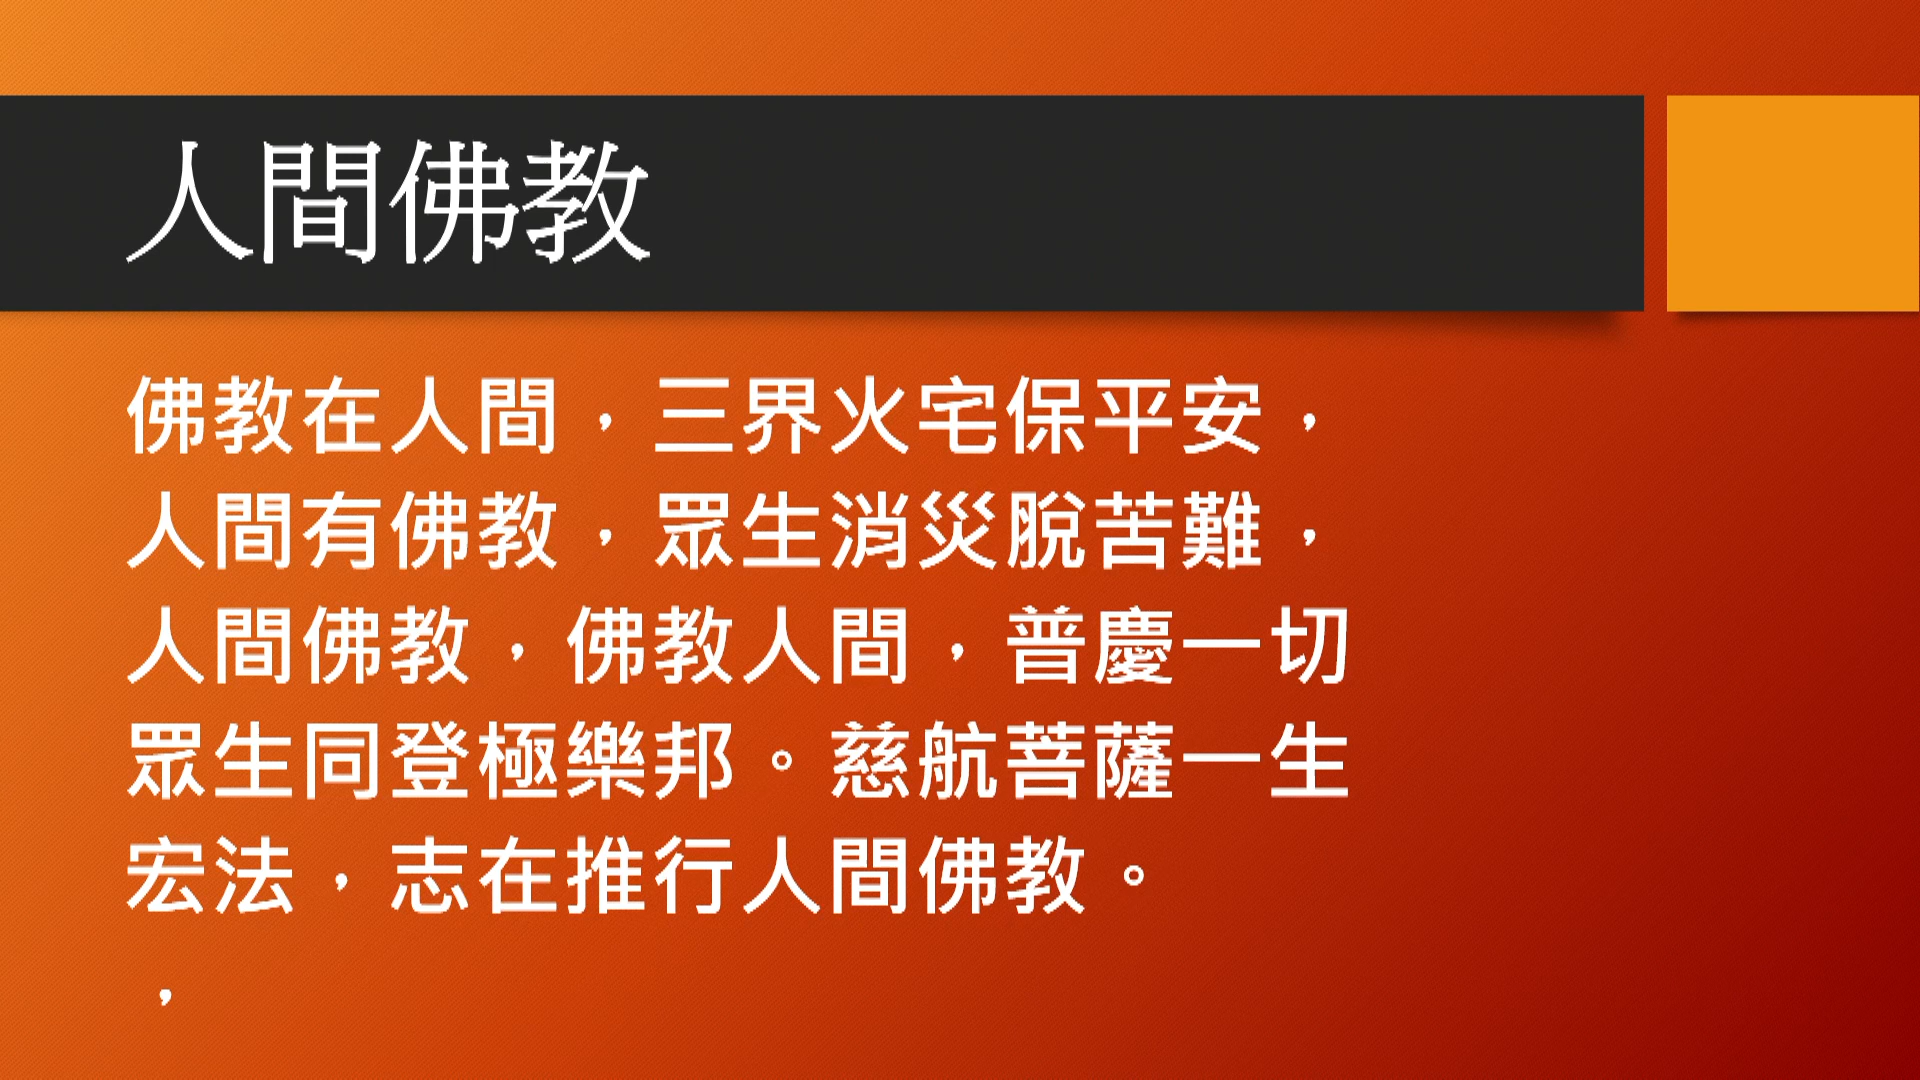 人間佛教
佛教在人間，三界火宅保平安，
人間有佛教，眾生消災脫苦難，
人間佛教，佛教人間，普慶一切
眾生同登極樂邦。慈航菩薩一生
宏法，志在推行人間佛教。
，